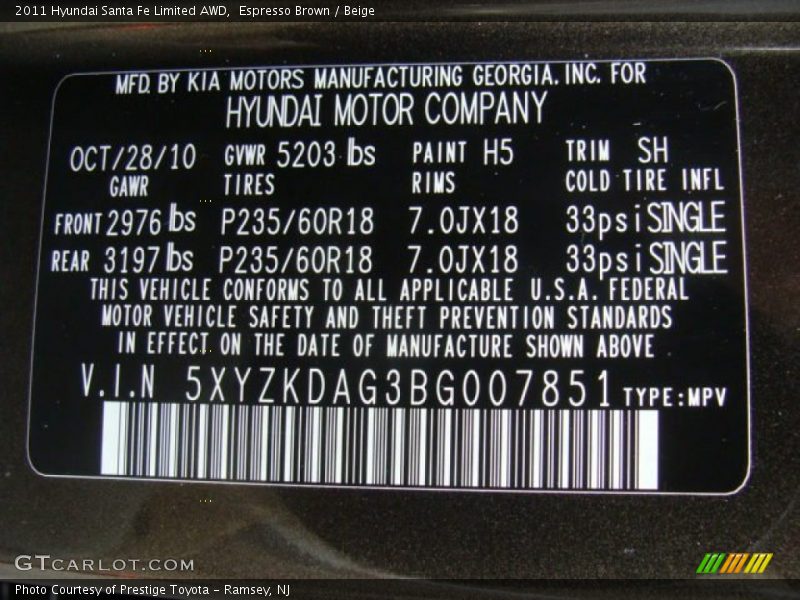 2011 Hyundai Santa Fe Limited AWD, Espresso Brown / Beige
MFD. BY KIA MOTORS MANUFACTURING GEORGIA. INC. FOR
HYUNDAI MOTOR COMPANY
OCT/28/10 GVWR 5203 lbs PAINT H5 TRIM SH
GAWR TIRES RIMS COLD TIRE INFL
FRONT 2976 lbs P235/60R18 7.0JX18 33psi SINGLE
REAR 3197 lbs P235/60R18 7.0JX18 33psi SINGLE
THIS VEHICLE CONFORMS TO ALL APPLICABLE U.S.A. FEDERAL
MOTOR VEHICLE SAFETY AND THEFT PREVENTION STANDARDS
IN EFFECT ON THE DATE OF MANUFACTURE SHOWN ABOVE
V.I.N 5XYZKDAG3BG007851 TYPE:MPV
GTCARLOT.COM
Photo Courtesy of Prestige Toyota - Ramsey, NJ